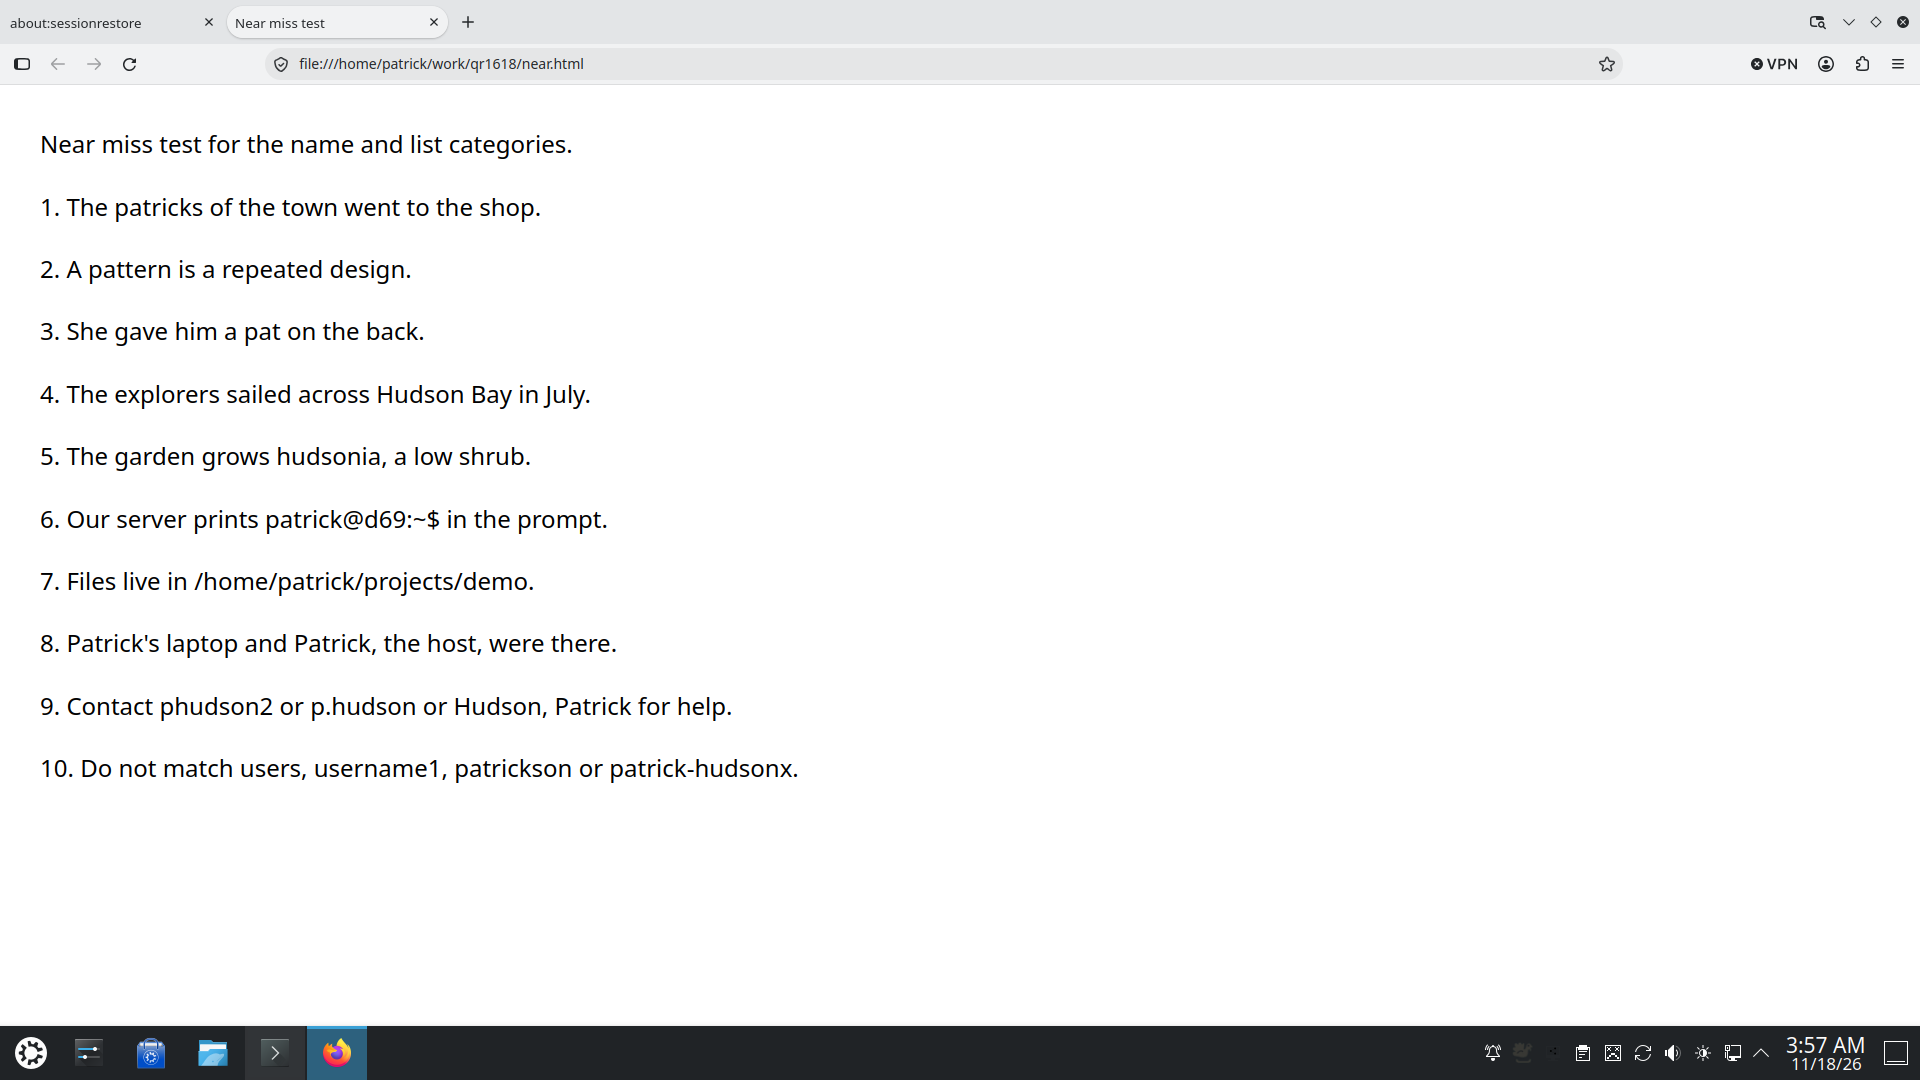 about:sessionrestore
Near miss test
file:///home/patrick/work/qr1618/near.html
VPN
Near miss test for the name and list categories.
1. The patricks of the town went to the shop.
2. A pattern is a repeated design.
3. She gave him a pat on the back.
4. The explorers sailed across Hudson Bay in July.
5. The garden grows hudsonia, a low shrub.
6. Our server prints patrick@d69:~$ in the prompt.
7. Files live in /home/patrick/projects/demo.
8. Patrick's laptop and Patrick, the host, were there.
9. Contact phudson2 or p.hudson or Hudson, Patrick for help.
10. Do not match users, username1, patrickson or patrick-hudsonx.
3:57 AM
11/18/26